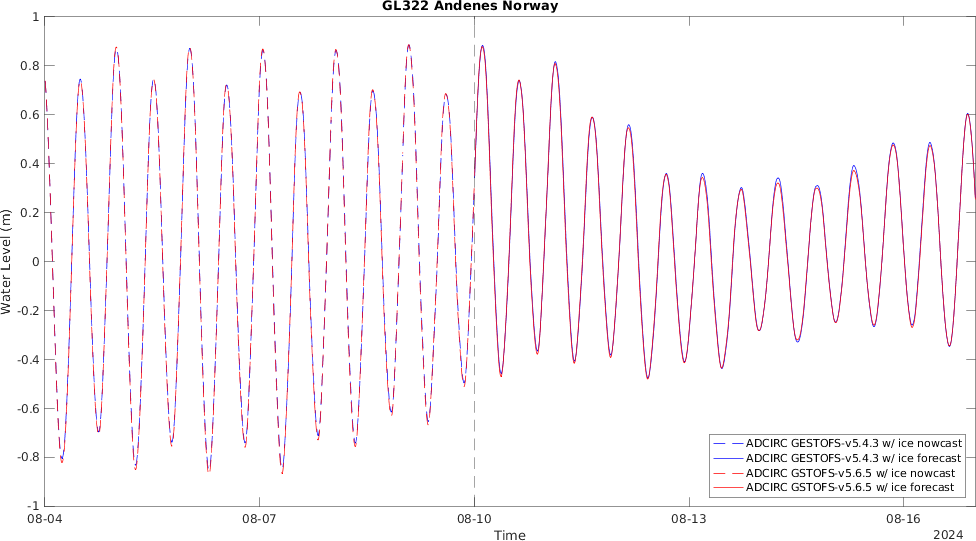 GL322 Andenes Norway
1
0.8
0.6
0.4
0.2
0
-0.2
-0.4
-0.6
-0.8
-1
Water Level (m)
08-04
08-07
08-10
08-13
08-16
Time
2024
ADCIRC GESTOFS-v5.4.3 w/ ice nowcast
ADCIRC GESTOFS-v5.4.3 w/ ice forecast
ADCIRC GSTOFS-v5.6.5 w/ ice nowcast
ADCIRC GSTOFS-v5.6.5 w/ ice forecast